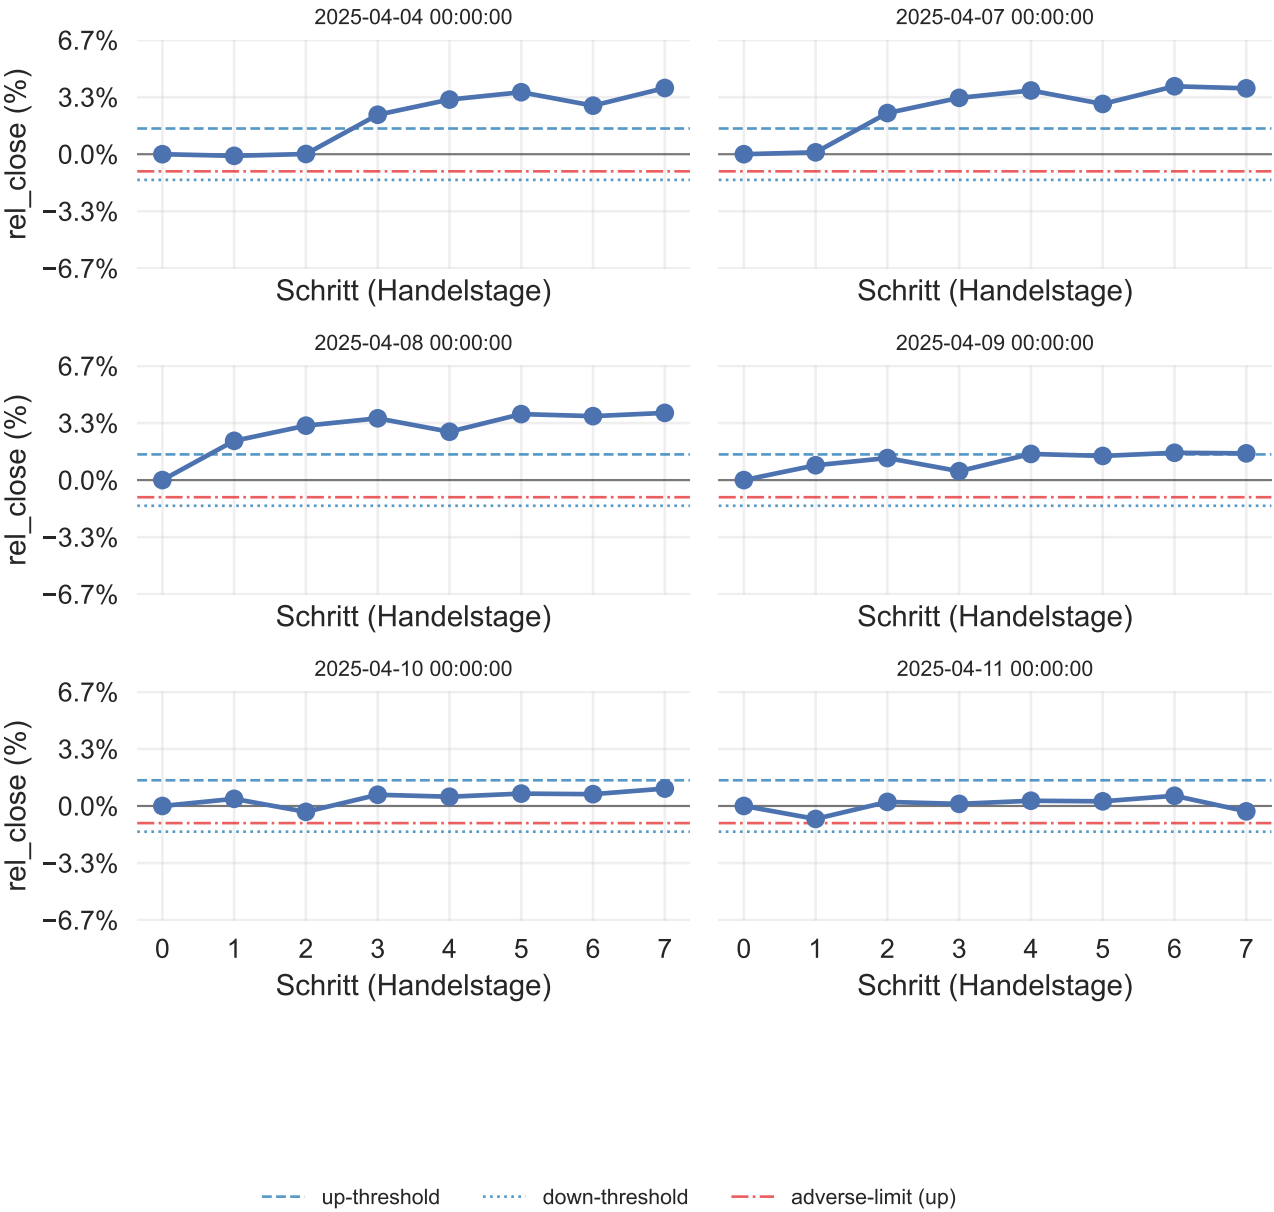 2025-04-04 00:00:00
2025-04-07 00:00:00
6.7%
3.3%
0.0%
−3.3%
−6.7%
rel_close (%)
Schritt (Handelstage)
Schritt (Handelstage)
2025-04-08 00:00:00
2025-04-09 00:00:00
6.7%
3.3%
0.0%
−3.3%
−6.7%
rel_close (%)
Schritt (Handelstage)
Schritt (Handelstage)
2025-04-10 00:00:00
2025-04-11 00:00:00
6.7%
3.3%
0.0%
−3.3%
−6.7%
rel_close (%)
0 1 2 3 4 5 6 7
0 1 2 3 4 5 6 7
Schritt (Handelstage)
Schritt (Handelstage)
up-threshold down-threshold adverse-limit (up)